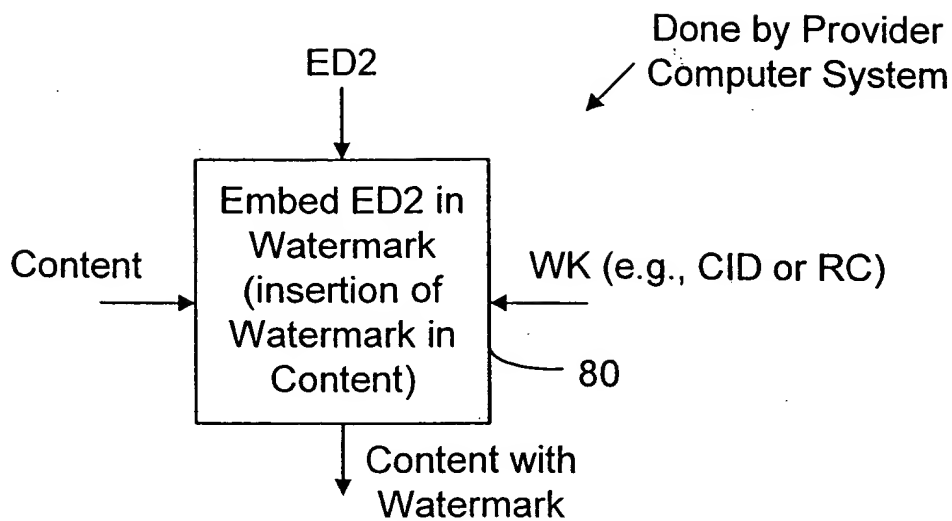 Done by Provider
Computer System
ED2
Embed ED2 in
Watermark
(insertion of
Watermark in
Content)
Content
WK (e.g., CID or RC)
80
Content with
Watermark